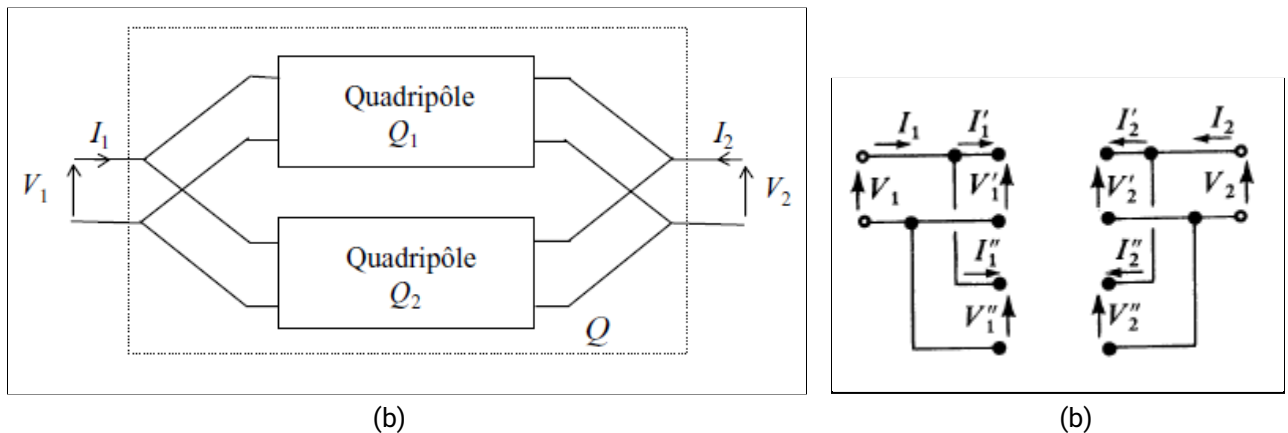 Quadripôle
Q₁
I₁
I₂
V₁
V₂
Quadripôle
Q₂
Q
(b)
I₁ I′₁ I′₂ I₂
V₁ V′₁ V′₂ V₂
I″₁ I″₂
V″₁ V″₂
(b)